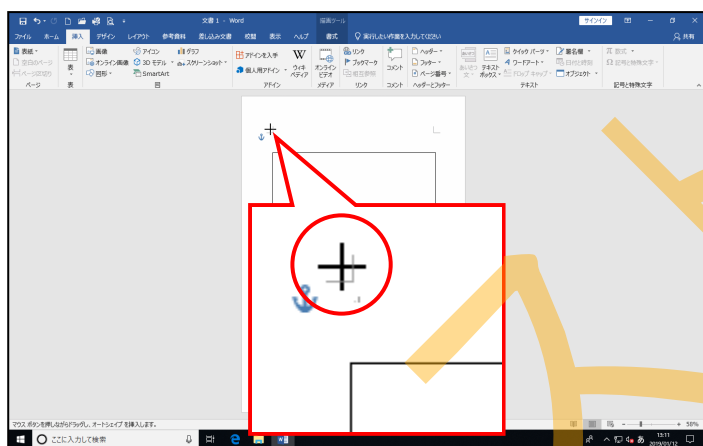 文書 1 - Word
描画ツール
サインイン
ファイル ホーム 挿入 デザイン レイアウト 参考資料 差し込み文書 校閲 表示 ヘルプ 書式 実行したい作業を入力してください 共有
表紙
空白のページ
ページ区切り
ページ
表
表
画像
オンライン画像
図形
アイコン
3D モデル
SmartArt
グラフ
スクリーンショット
図
アドインを入手
個人用アドイン
アドイン
ウィキ
ペディア
オンライン
ビデオ
メディア
リンク
ブックマーク
相互参照
リンク
コメント
コメント
ヘッダー
フッター
ページ番号
ヘッダーとフッター
あいさつ
文
テキスト
ボックス
クイック パーツ
ワードアート
ドロップ キャップ
署名欄
日付と時刻
オブジェクト
テキスト
数式
記号と特殊文字
記号と特殊文字
マウス ボタンを押しながらドラッグし、オートシェイプを挿入します。
58%
ここに入力して検索
あ
13:11
2019/01/12